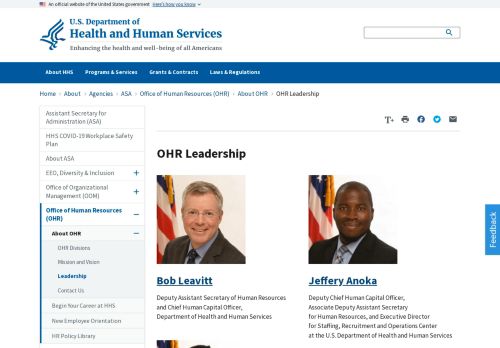 An official website of the United States government Here's how you know
U.S. Department of
Health and Human Services
Enhancing the health and well-being of all Americans
About HHS Programs & Services Grants & Contracts Laws & Regulations
Home › About › Agencies › ASA › Office of Human Resources (OHR) › About OHR › OHR Leadership
Assistant Secretary for
Administration (ASA)
HHS COVID-19 Workplace Safety
Plan
About ASA
EEO, Diversity & Inclusion
Office of Organizational
Management (OOM)
Office of Human Resources
(OHR)
About OHR
OHR Divisions
Mission and Vision
Leadership
Contact Us
Begin Your Career at HHS
New Employee Orientation
HR Policy Library
T+
OHR Leadership
Bob Leavitt
Deputy Assistant Secretary of Human Resources
and Chief Human Capital Officer,
Department of Health and Human Services
Jeffery Anoka
Deputy Chief Human Capital Officer,
Associate Deputy Assistant Secretary
for Human Resources, and Executive Director
for Staffing, Recruitment and Operations Center
at the U.S. Department of Health and Human Services
Feedback